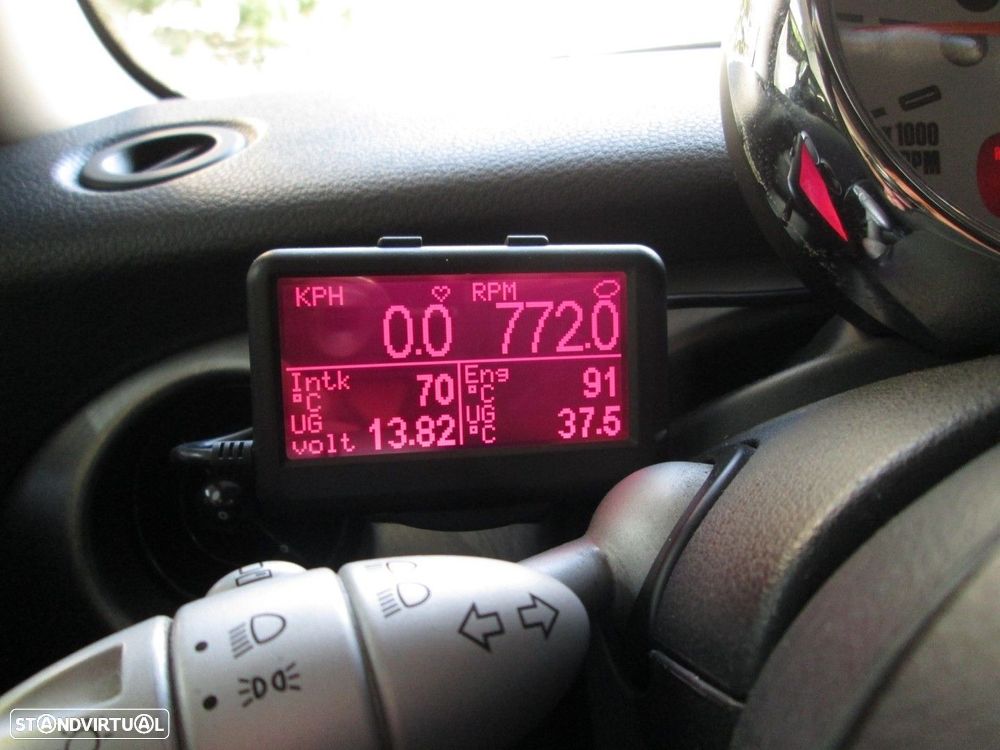 KPH RPM
0.0 772.0
Intk °C 70 Eng °C 91
UG volt 13.82 UG °C 37.5
1000
RPM
STANDVIRTUAL